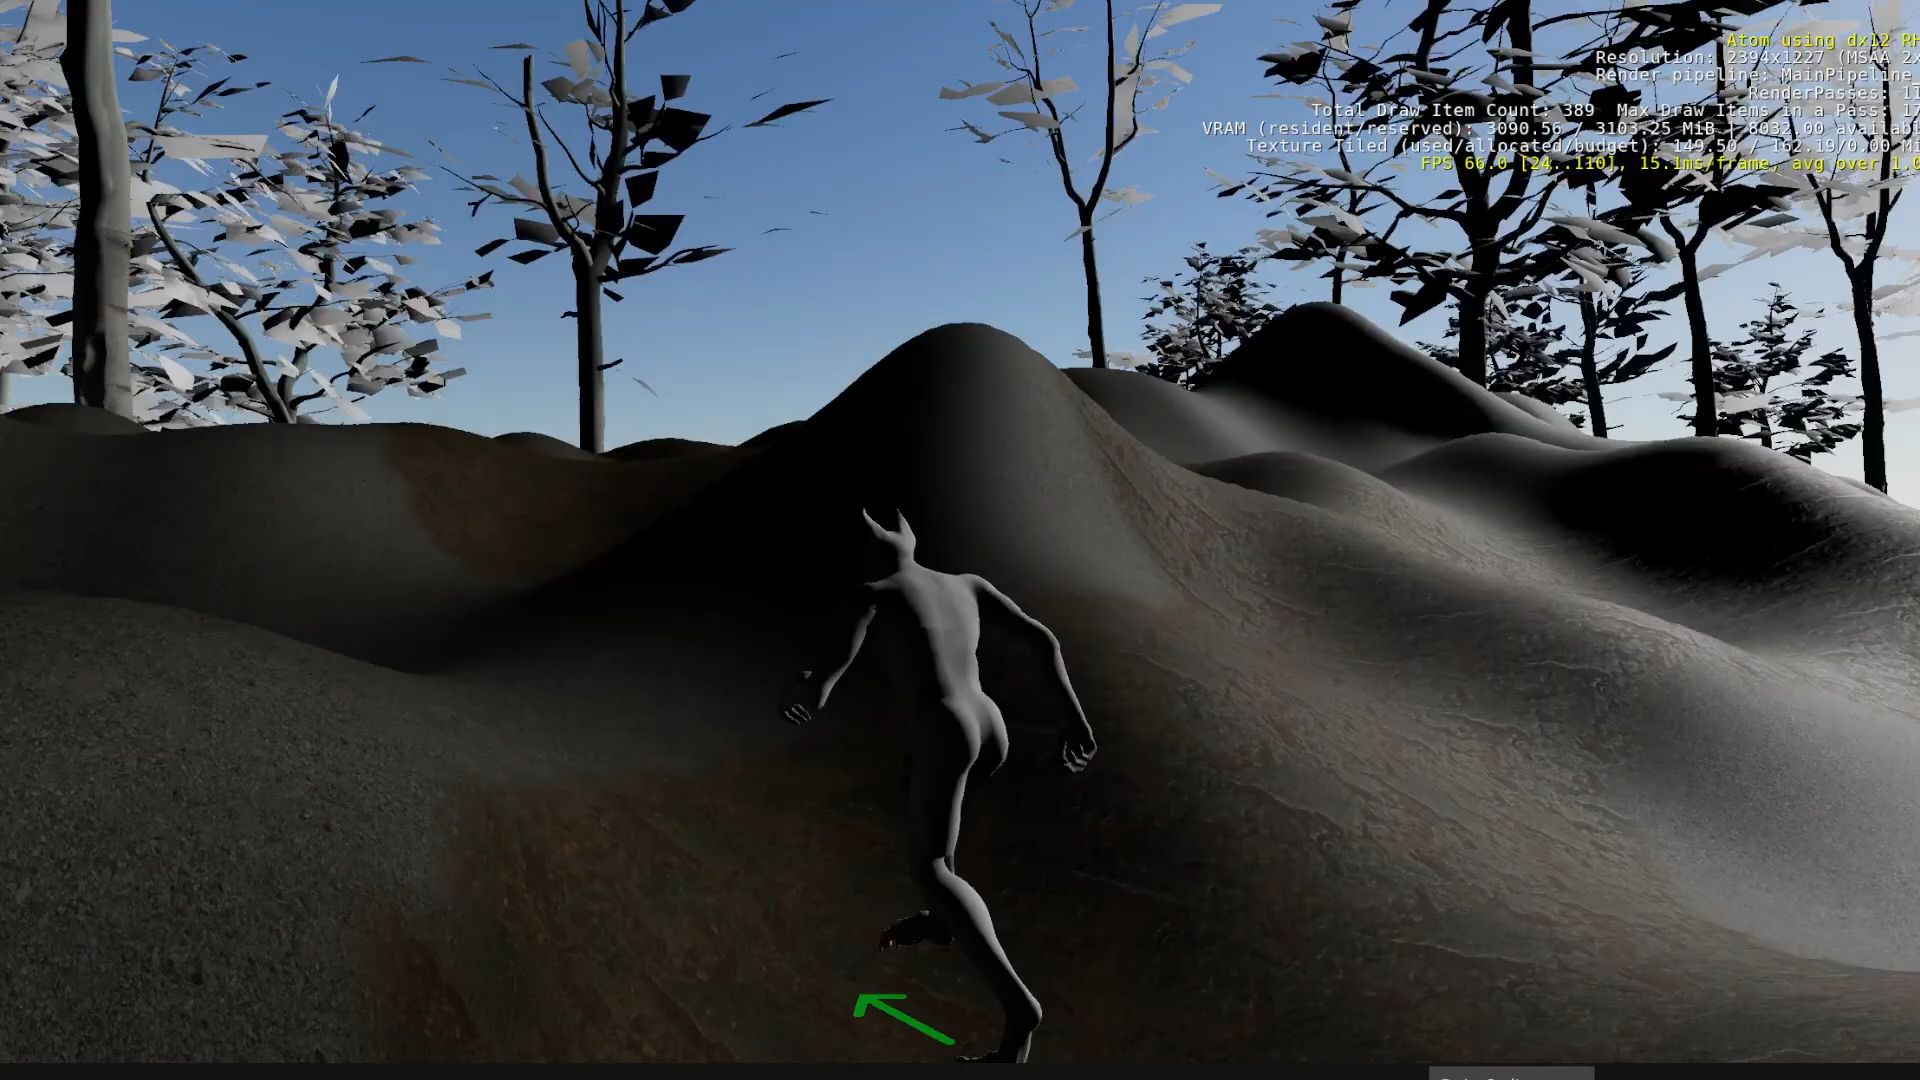 Atom using dx12 RH
Resolution: 2394x1227 (MSAA 2x
Render pipeline: MainPipeline
RenderPasses: 11
Total Draw Item Count: 389  Max Draw Items in a Pass: 17
VRAM (resident/reserved): 3090.56 / 3103.25 MiB | 8032.00 availabl
Texture Tiled (used/allocated/budget): 149.50 / 162.19/0.00 Mi
FPS 66.0 [24..110], 15.1ms/frame, avg over 1.0